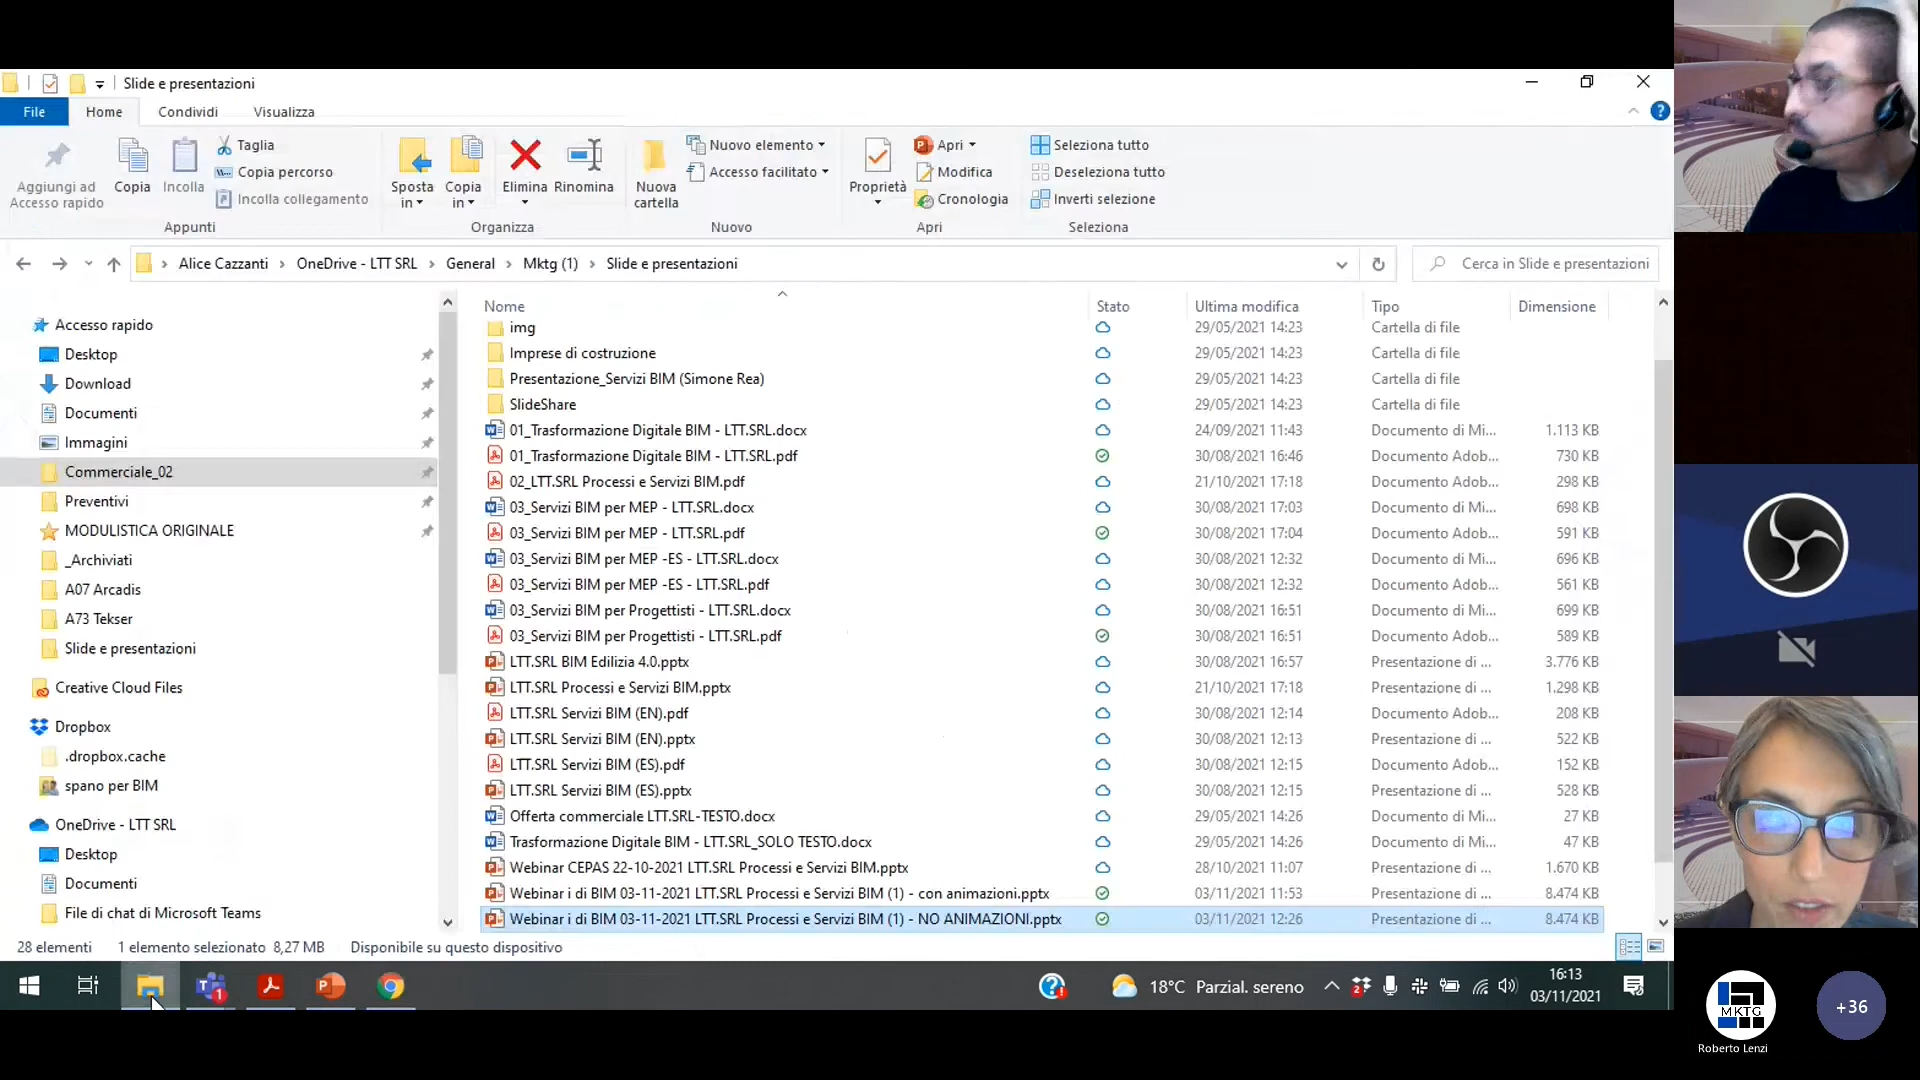 Slide e presentazioni
File Home Condividi Visualizza
Aggiungi ad Accesso rapido
Copia
Incolla
Taglia
Copia percorso
Incolla collegamento
Appunti
Sposta in
Copia in
Elimina
Rinomina
Organizza
Nuova cartella
Nuovo elemento
Accesso facilitato
Nuovo
Proprietà
Apri
Modifica
Cronologia
Apri
Seleziona tutto
Deseleziona tutto
Inverti selezione
Seleziona
Alice Cazzanti > OneDrive - LTT SRL > General > Mktg (1) > Slide e presentazioni
Cerca in Slide e presentazioni
Accesso rapido
Desktop
Download
Documenti
Immagini
Commerciale_02
Preventivi
MODULISTICA ORIGINALE
_Archiviati
A07 Arcadis
A73 Tekser
Slide e presentazioni
Creative Cloud Files
Dropbox
.dropbox.cache
spano per BIM
OneDrive - LTT SRL
Desktop
Documenti
File di chat di Microsoft Teams
Nome Stato Ultima modifica Tipo Dimensione
img 29/05/2021 14:23 Cartella di file
Imprese di costruzione 29/05/2021 14:23 Cartella di file
Presentazione_Servizi BIM (Simone Rea) 29/05/2021 14:23 Cartella di file
SlideShare 29/05/2021 14:23 Cartella di file
01_Trasformazione Digitale BIM - LTT.SRL.docx 24/09/2021 11:43 Documento di Mi... 1.113 KB
01_Trasformazione Digitale BIM - LTT.SRL.pdf 30/08/2021 16:46 Documento Adob... 730 KB
02_LTT.SRL Processi e Servizi BIM.pdf 21/10/2021 17:18 Documento Adob... 298 KB
03_Servizi BIM per MEP - LTT.SRL.docx 30/08/2021 17:03 Documento di Mi... 698 KB
03_Servizi BIM per MEP - LTT.SRL.pdf 30/08/2021 17:04 Documento Adob... 591 KB
03_Servizi BIM per MEP -ES - LTT.SRL.docx 30/08/2021 12:32 Documento di Mi... 696 KB
03_Servizi BIM per MEP -ES - LTT.SRL.pdf 30/08/2021 12:32 Documento Adob... 561 KB
03_Servizi BIM per Progettisti - LTT.SRL.docx 30/08/2021 16:51 Documento di Mi... 699 KB
03_Servizi BIM per Progettisti - LTT.SRL.pdf 30/08/2021 16:51 Documento Adob... 589 KB
LTT.SRL BIM Edilizia 4.0.pptx 30/08/2021 16:57 Presentazione di ... 3.776 KB
LTT.SRL Processi e Servizi BIM.pptx 21/10/2021 17:18 Presentazione di ... 1.298 KB
LTT.SRL Servizi BIM (EN).pdf 30/08/2021 12:14 Documento Adob... 208 KB
LTT.SRL Servizi BIM (EN).pptx 30/08/2021 12:13 Presentazione di ... 522 KB
LTT.SRL Servizi BIM (ES).pdf 30/08/2021 12:15 Documento Adob... 152 KB
LTT.SRL Servizi BIM (ES).pptx 30/08/2021 12:15 Presentazione di ... 528 KB
Offerta commerciale LTT.SRL-TESTO.docx 29/05/2021 14:26 Documento di Mi... 27 KB
Trasformazione Digitale BIM - LTT.SRL_SOLO TESTO.docx 29/05/2021 14:26 Documento di Mi... 47 KB
Webinar CEPAS 22-10-2021 LTT.SRL Processi e Servizi BIM.pptx 28/10/2021 11:07 Presentazione di ... 1.670 KB
Webinar i di BIM 03-11-2021 LTT.SRL Processi e Servizi BIM (1) - con animazioni.pptx 03/11/2021 11:53 Presentazione di ... 8.474 KB
Webinar i di BIM 03-11-2021 LTT.SRL Processi e Servizi BIM (1) - NO ANIMAZIONI.pptx 03/11/2021 12:26 Presentazione di ... 8.474 KB
28 elementi 1 elemento selezionato 8,27 MB Disponibile su questo dispositivo
18°C Parzial. sereno
16:13
03/11/2021
MKTG
Roberto Lenzi
+36